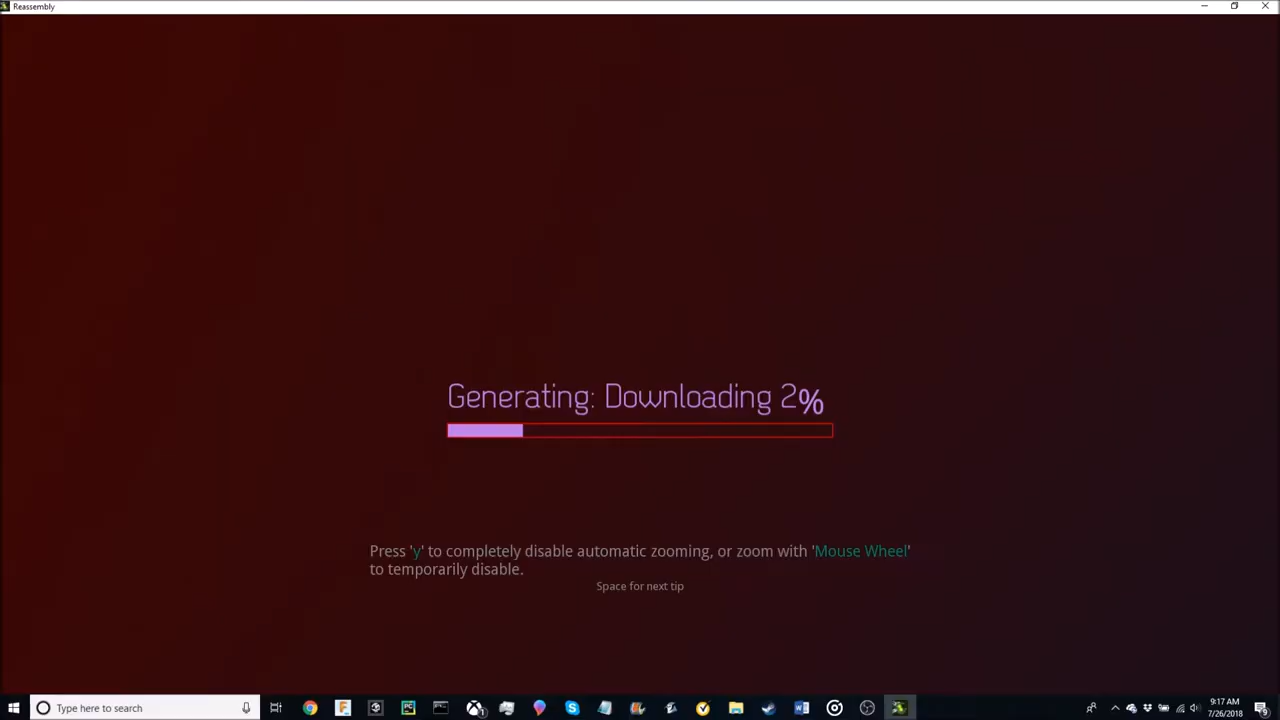 Reassembly
Generating: Downloading 2%
Press 'y' to completely disable automatic zooming, or zoom with 'Mouse Wheel'
to temporarily disable.
Space for next tip
Type here to search
9:17 AM
7/26/2018